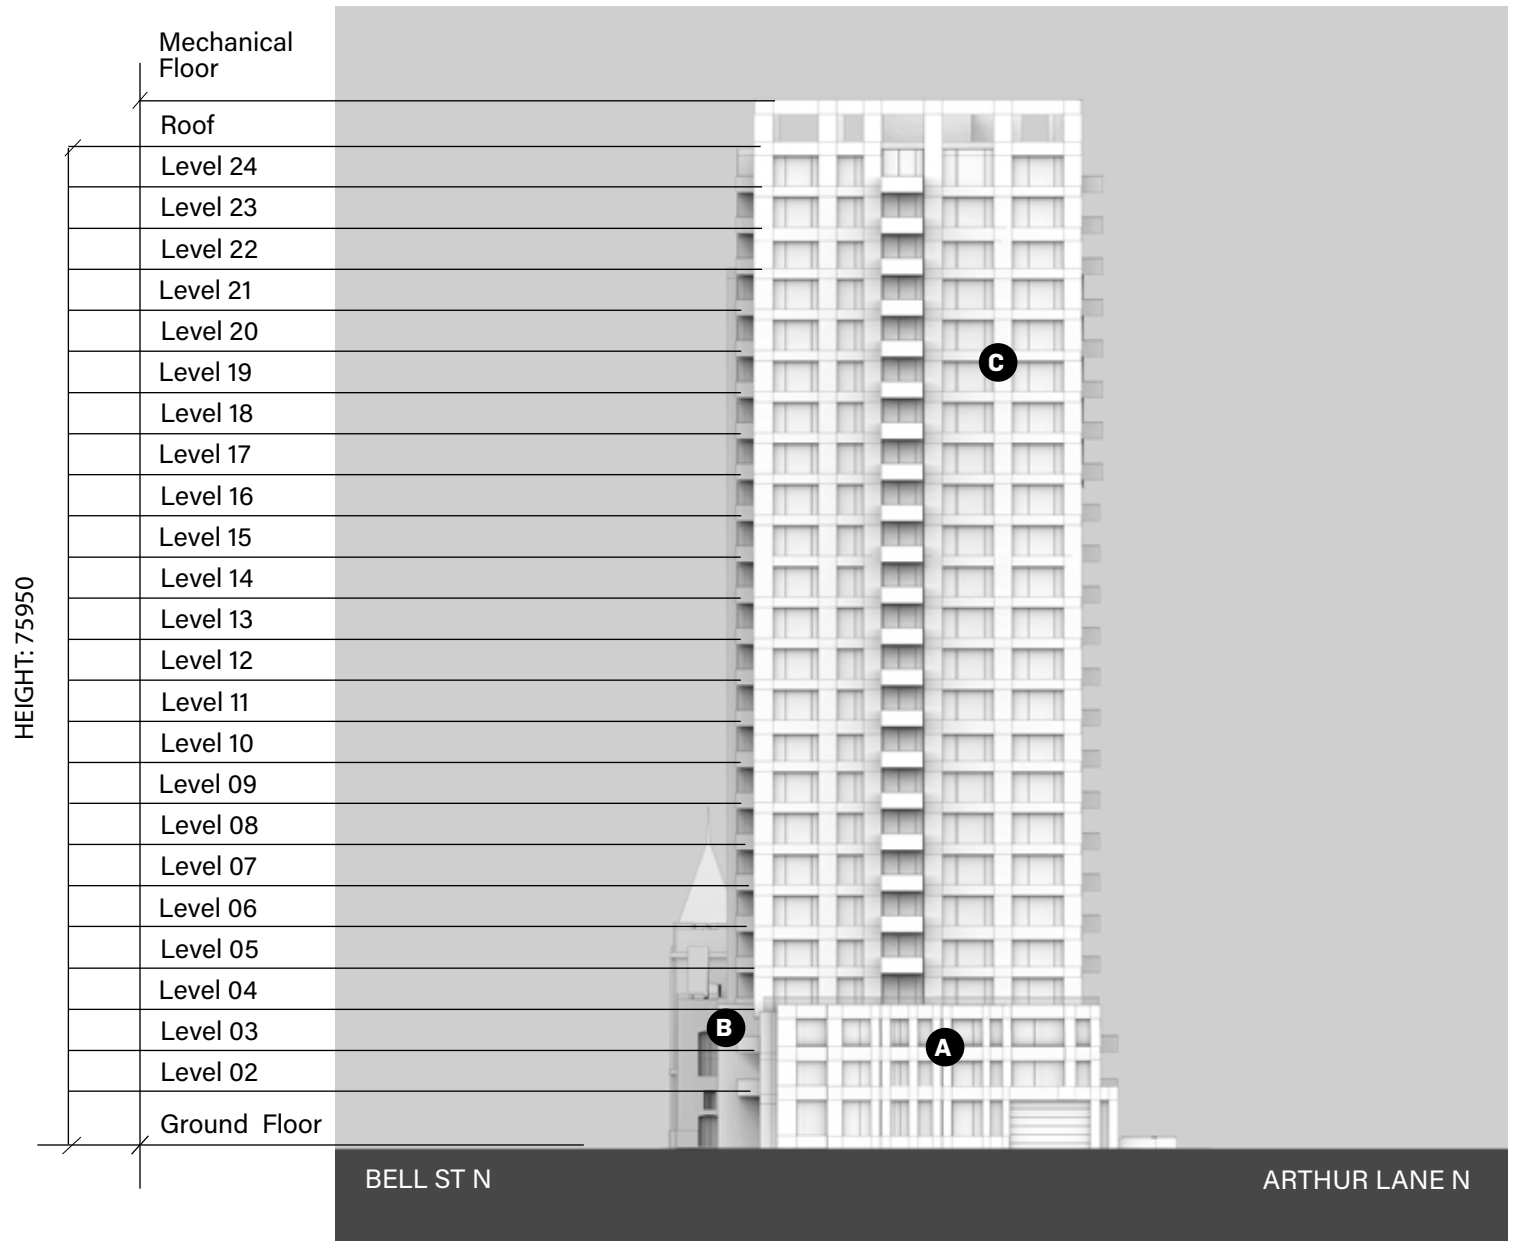 Mechanical
Floor
Roof
Level 24
Level 23
Level 22
Level 21
Level 20
Level 19
Level 18
Level 17
Level 16
Level 15
Level 14
Level 13
Level 12
Level 11
Level 10
Level 09
Level 08
Level 07
Level 06
Level 05
Level 04
Level 03
Level 02
Ground Floor
HEIGHT: 75950
C
B
A
BELL ST N
ARTHUR LANE N